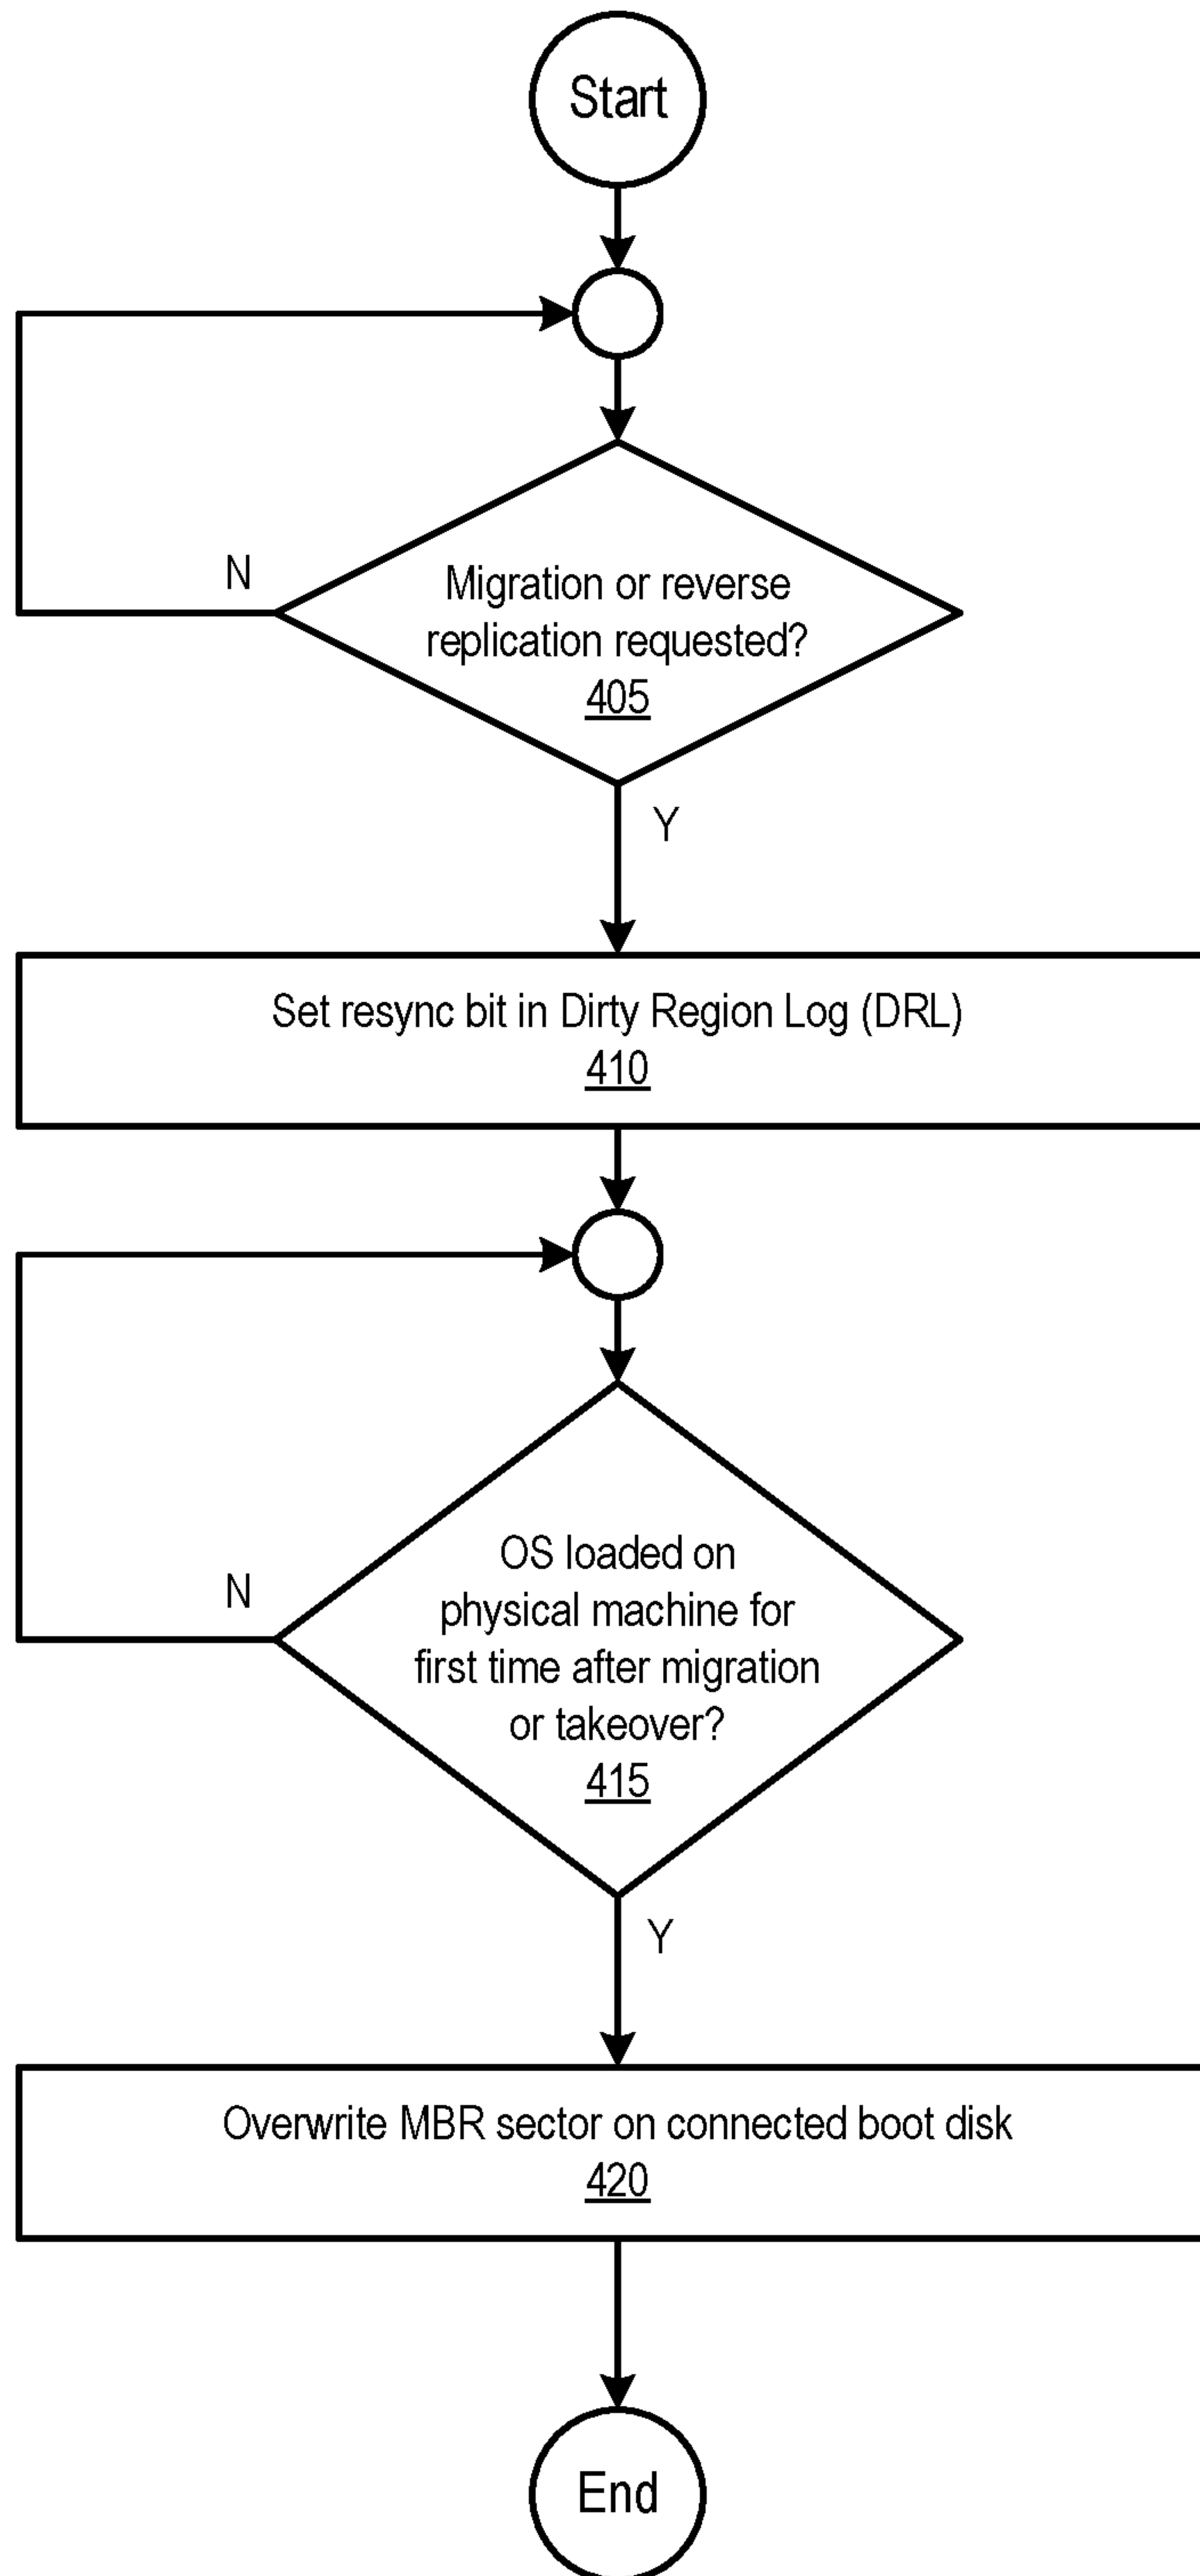 Start
N
Migration or reverse
replication requested?
405
Y
Set resync bit in Dirty Region Log (DRL)
410
N
OS loaded on
physical machine for
first time after migration
or takeover?
415
Y
Overwrite MBR sector on connected boot disk
420
End